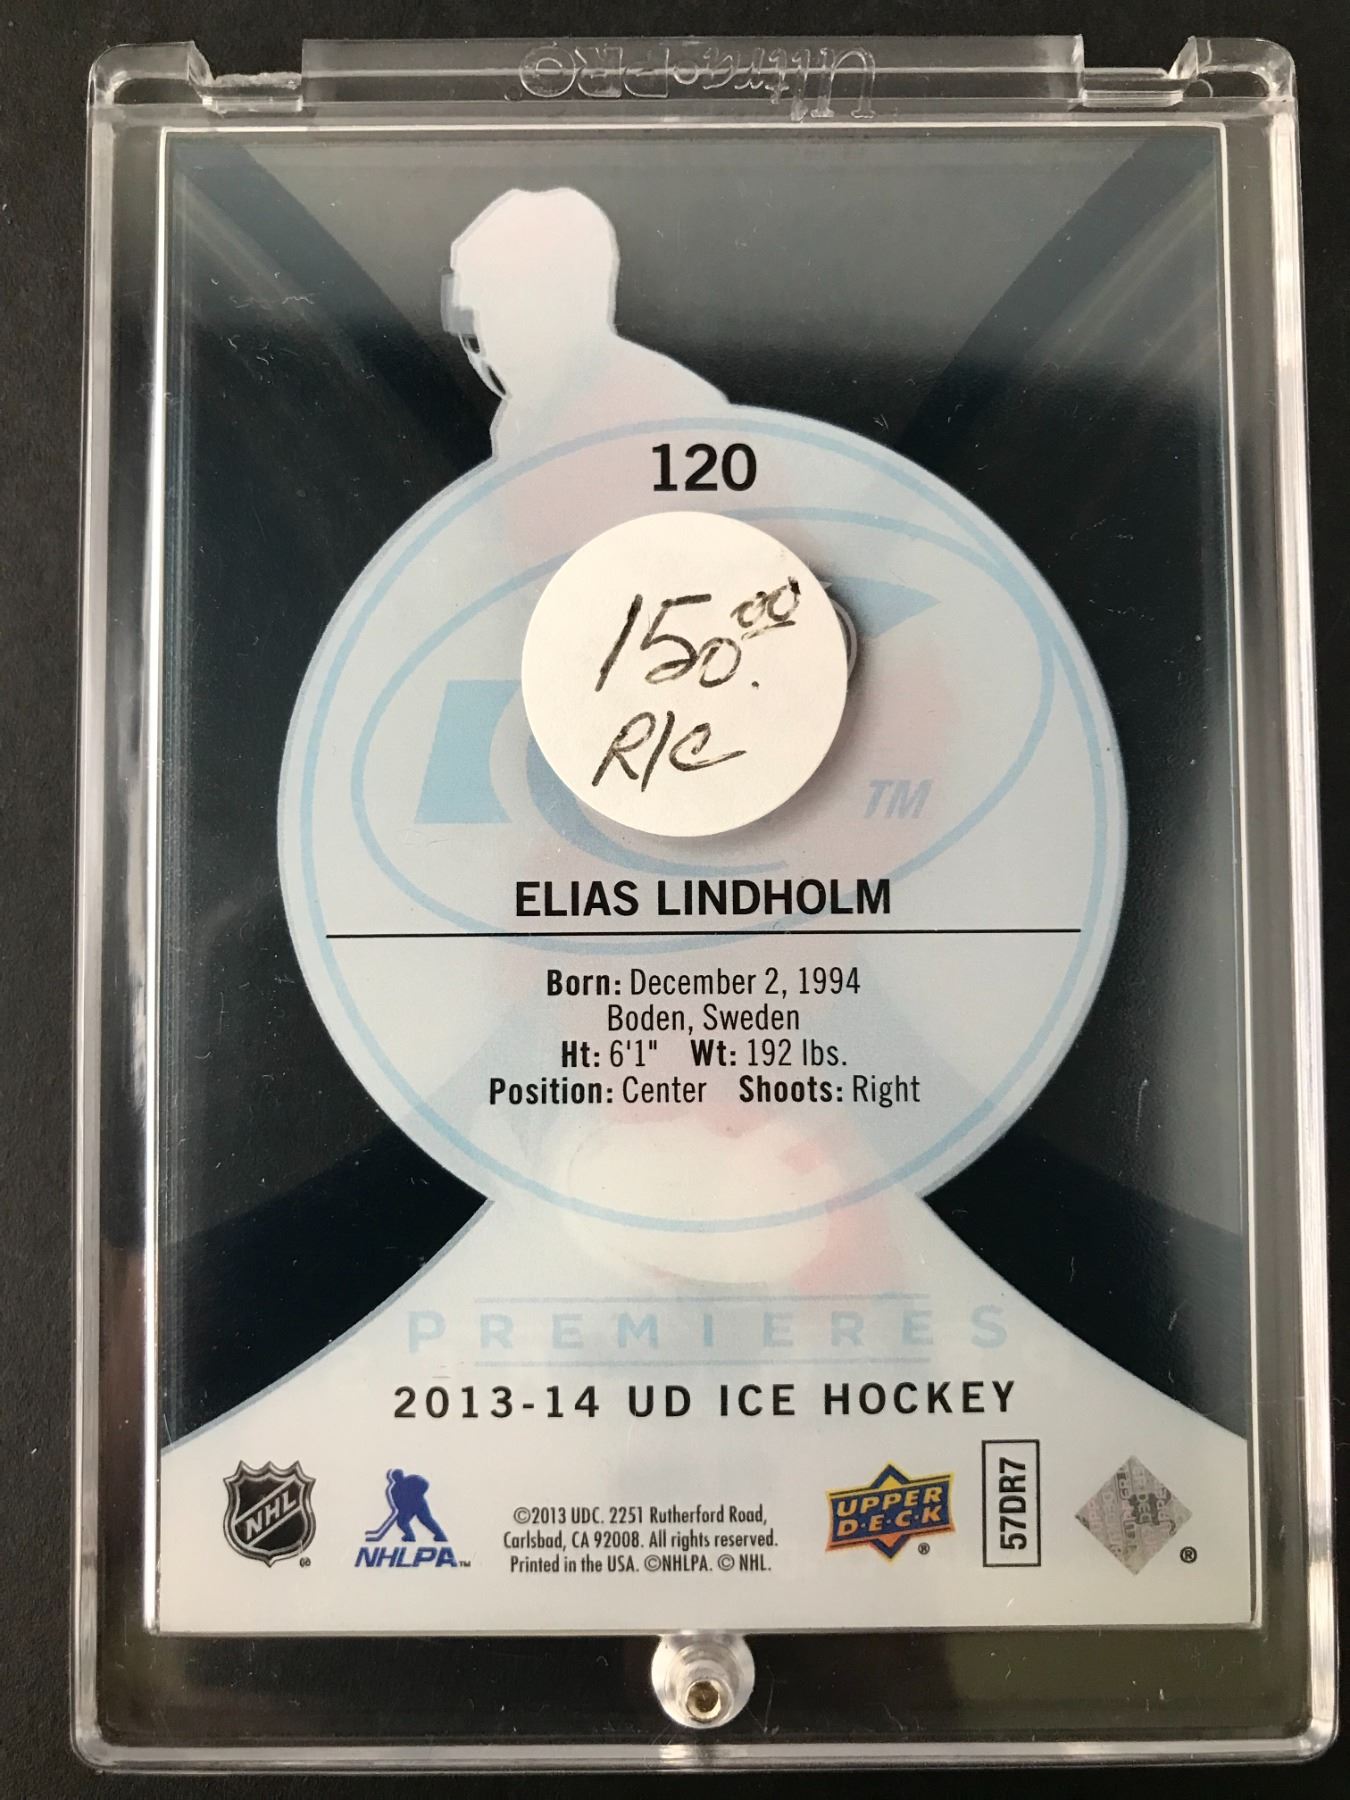 UltraPRO
120
150.00
R/C
TM
ELIAS LINDHOLM
Born: December 2, 1994
Boden, Sweden
Ht: 6'1" Wt: 192 lbs.
Position: Center Shoots: Right
PREMIERES
2013-14 UD ICE HOCKEY
NHL
NHLPA™
©2013 UDC. 2251 Rutherford Road,
Carlsbad, CA 92008. All rights reserved.
Printed in the USA. ©NHLPA. © NHL.
UPPER
D·E·C·K
®
57DR7
®